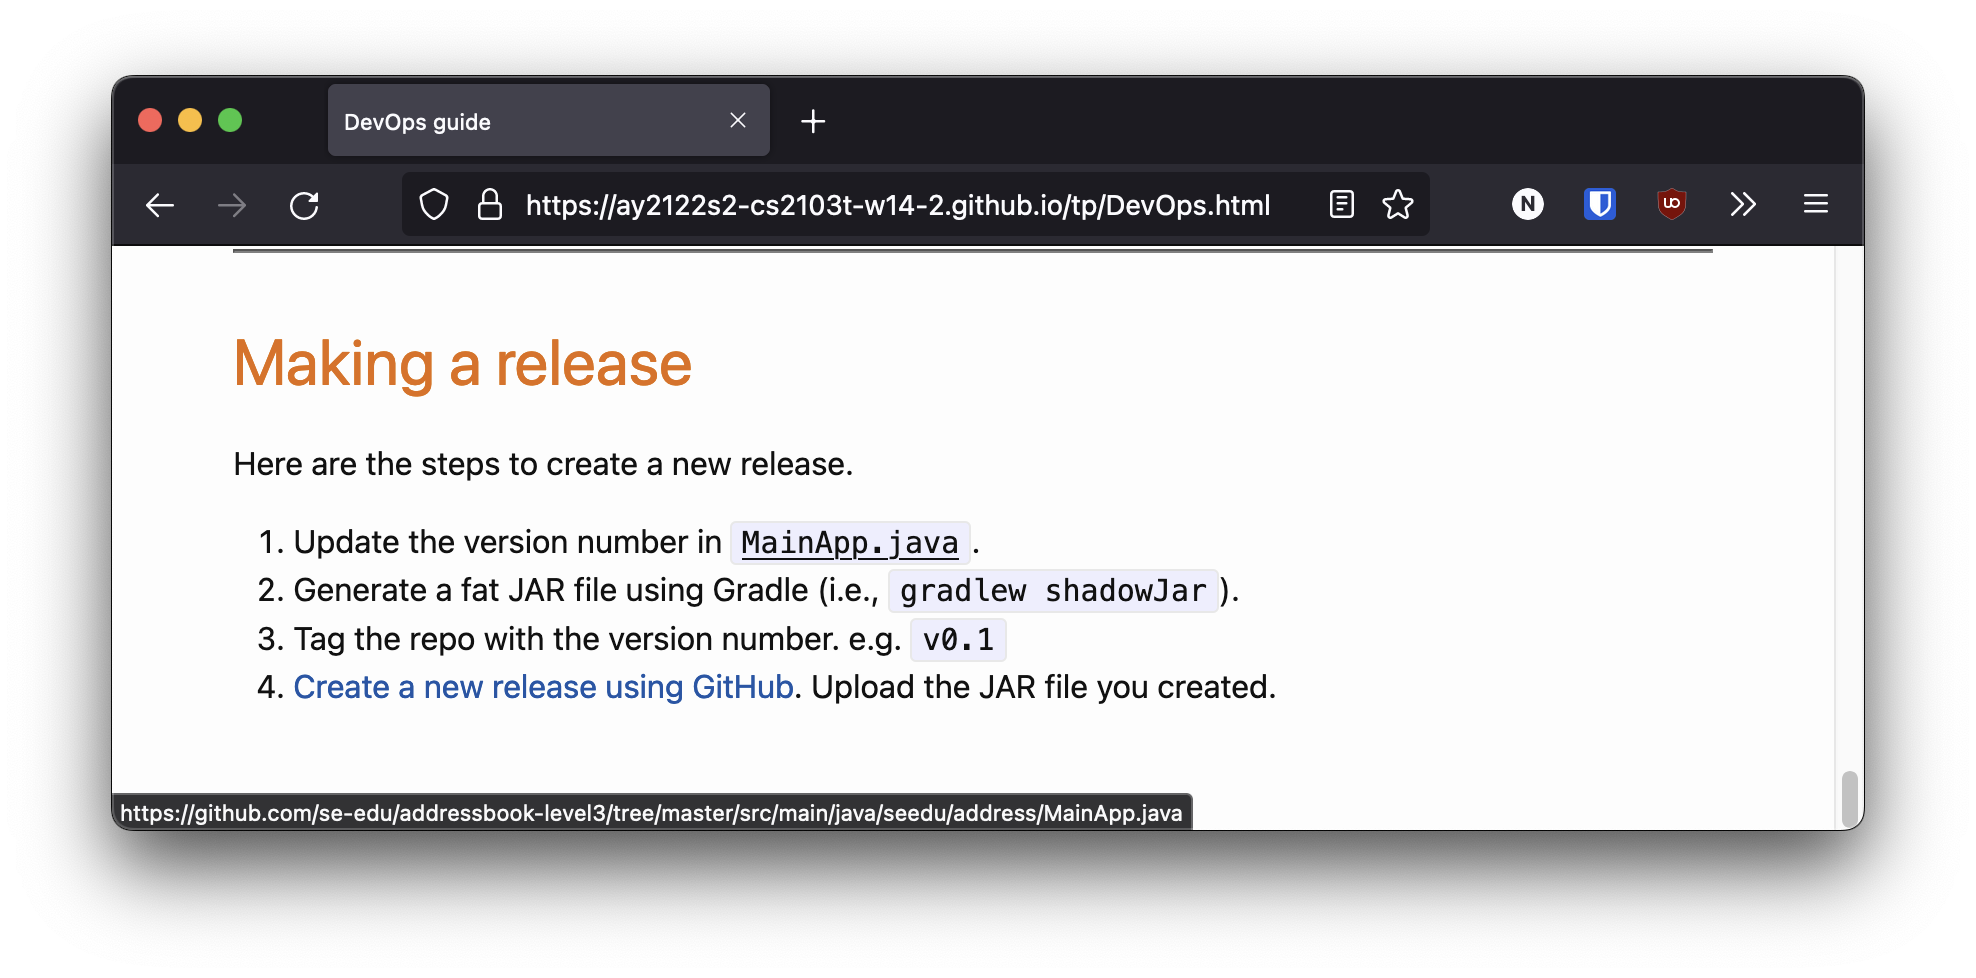 DevOps guide
https://ay2122s2-cs2103t-w14-2.github.io/tp/DevOps.html
N
uo
Making a release
Here are the steps to create a new release.
1. Update the version number in MainApp.java.
2. Generate a fat JAR file using Gradle (i.e., gradlew shadowJar).
3. Tag the repo with the version number. e.g. v0.1
4. Create a new release using GitHub. Upload the JAR file you created.
https://github.com/se-edu/addressbook-level3/tree/master/src/main/java/seedu/address/MainApp.java